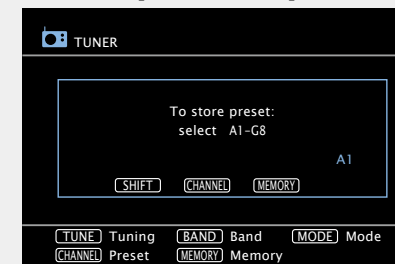 TUNER
To store preset:
select A1-G8
A1
SHIFT CHANNEL MEMORY
TUNE Tuning BAND Band MODE Mode
CHANNEL Preset MEMORY Memory